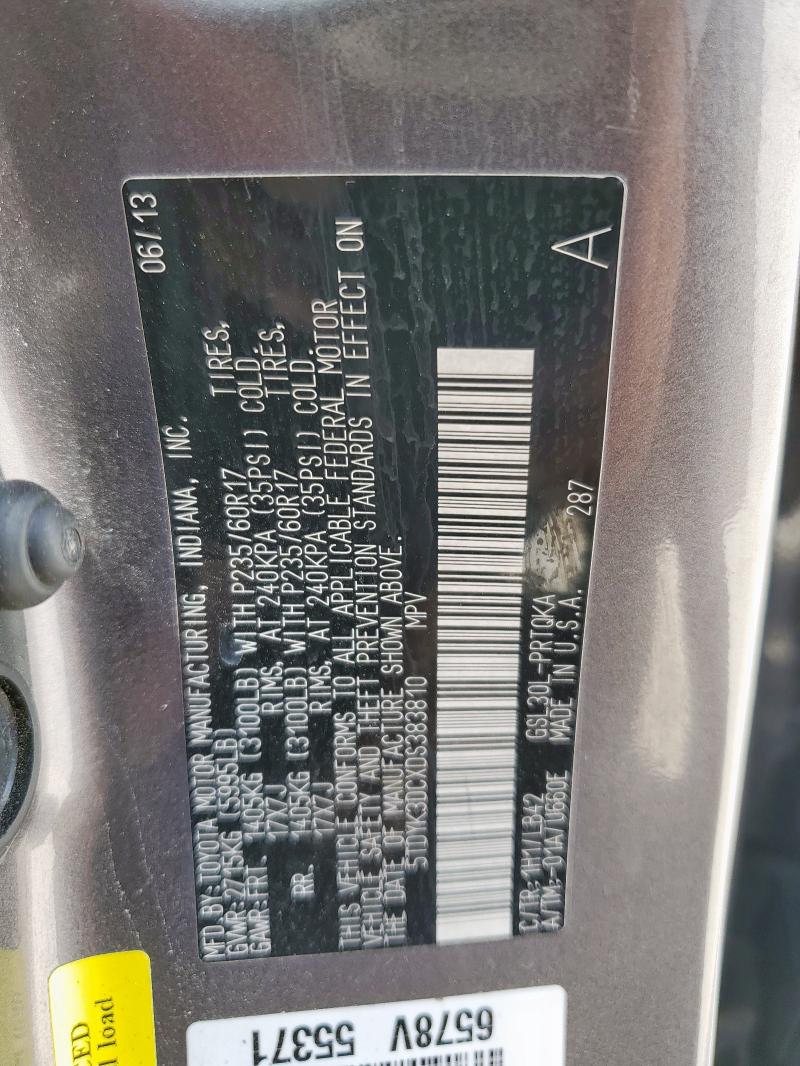 MFD.BY:TOYOTA MOTOR MANUFACTURING, INDIANA, INC. 06/13
GVWR:2715KG (5995LB)
GAWR:FRT. 1405KG (3100LB) WITH P235/60R17 TIRES,
17X7J RIMS, AT 240KPA (35PSI) COLD.
RR. 1405KG (3100LB) WITH P235/60R17 TIRES,
17X7J RIMS, AT 240KPA (35PSI) COLD.
THIS VEHICLE CONFORMS TO ALL APPLICABLE FEDERAL MOTOR
VEHICLE SAFETY AND THEFT PREVENTION STANDARDS IN EFFECT ON
THE DATE OF MANUFACTURE SHOWN ABOVE.
5TDYK3DCXDS383810 MPV
C/TR:1H1/LB42 GSL30L-PRTQKA
A/TM:-01A/U660E MADE IN U.S.A. 287
A
load
6578V
55371